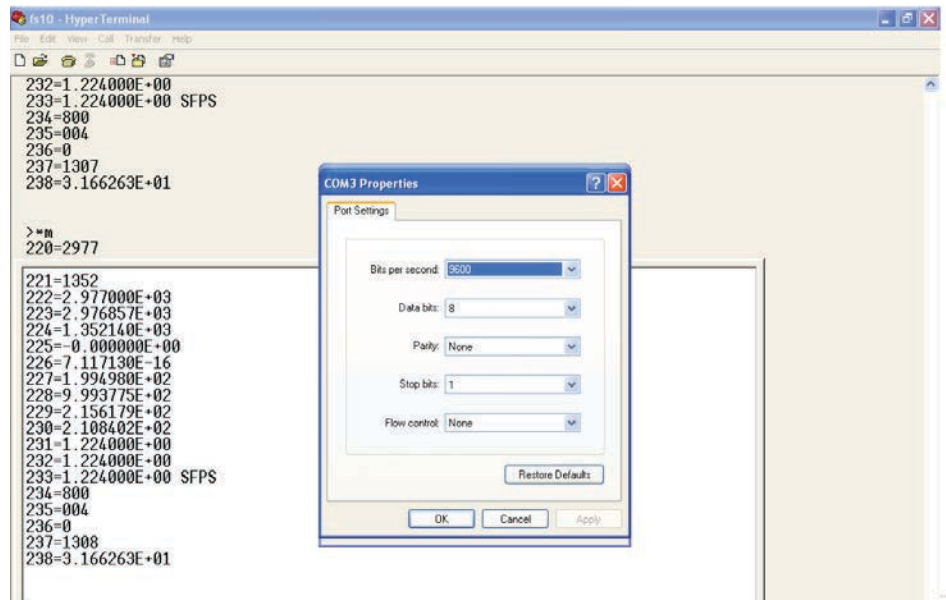 fs10 - HyperTerminal
File Edit View Call Transfer Help
232=1.224000E+00
233=1.224000E+00 SFPS
234=800
235=004
236=0
237=1307
238=3.166263E+01
>*m
220=2977
221=1352
222=2.977000E+03
223=2.976857E+03
224=1.352140E+03
225=-0.000000E+00
226=7.117130E-16
227=1.994980E+02
228=9.993775E+02
229=2.156179E+02
230=2.108402E+02
231=1.224000E+00
232=1.224000E+00
233=1.224000E+00 SFPS
234=800
235=004
236=0
237=1308
238=3.166263E+01
COM3 Properties
Port Settings
Bits per second: 9600
Data bits: 8
Parity: None
Stop bits: 1
Flow control: None
Restore Defaults
OK Cancel Apply